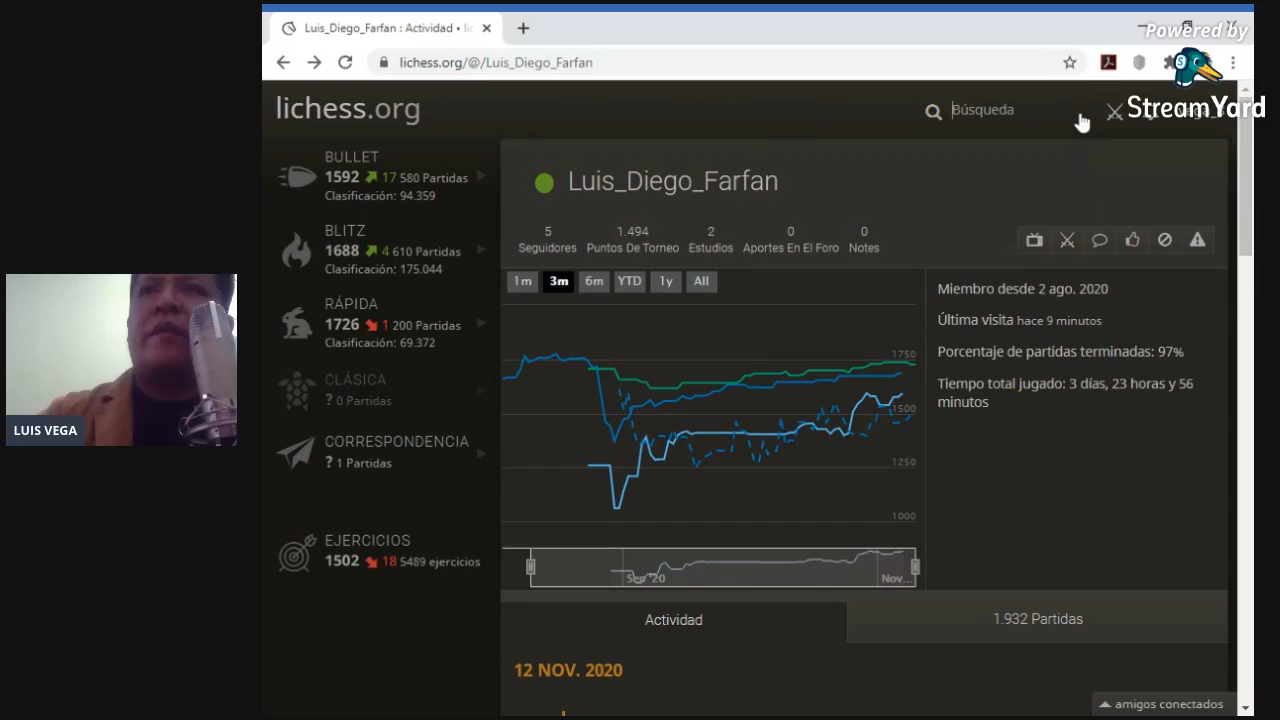 Luis_Diego_Farfan : Actividad • lic
Powered by
lichess.org/@/Luis_Diego_Farfan
StreamYard
lichess.org
Búsqueda
BULLET
1592 17 580 Partidas
Clasificación: 94.359
BLITZ
1688 4 610 Partidas
Clasificación: 175.044
RÁPIDA
1726 1 200 Partidas
Clasificación: 69.372
CLÁSICA
? 0 Partidas
CORRESPONDENCIA
? 1 Partidas
EJERCICIOS
1502 18 5489 ejercicios
Luis_Diego_Farfan
5 1.494 2 0 0
Seguidores Puntos De Torneo Estudios Aportes En El Foro Notes
1m 3m 6m YTD 1y All
1750
1500
1250
1000
Sep '20 Nov...
Miembro desde 2 ago. 2020
Última visita hace 9 minutos
Porcentaje de partidas terminadas: 97%
Tiempo total jugado: 3 días, 23 horas y 56
minutos
Actividad 1.932 Partidas
12 NOV. 2020
amigos conectados
LUIS VEGA